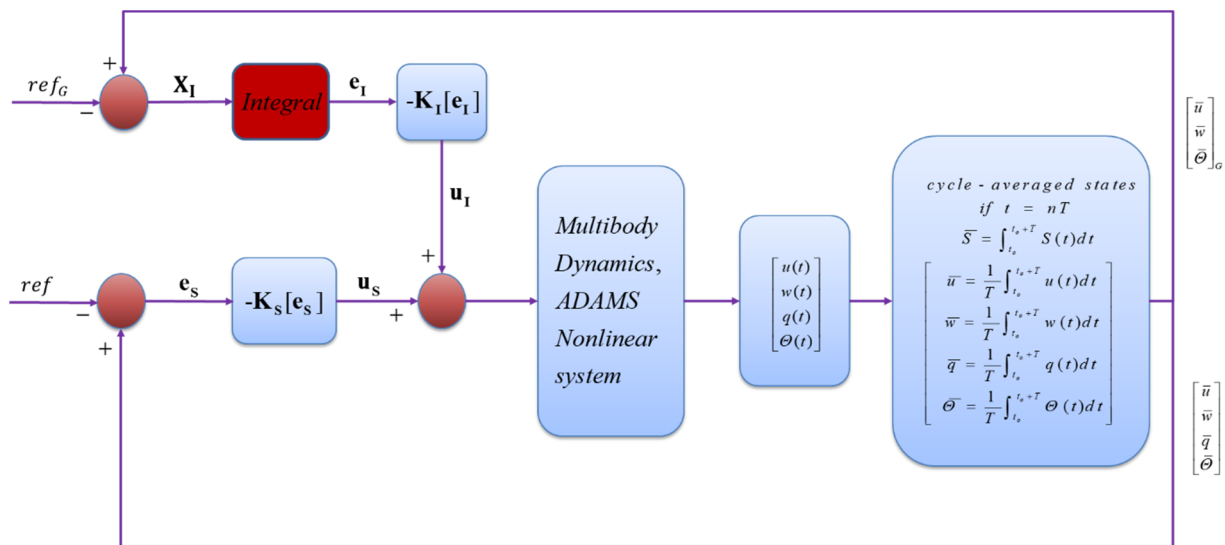 +
ref_G
−
X_I
Integral
e_I
-K_I[e_I]
u_I
ref
−
+
e_S
-K_S[e_S]
u_S
+
+
Multibody
Dynamics,
ADAMS
Nonlinear
system
[u(t)
w(t)
q(t)
Θ(t)]
cycle - averaged states
if t = nT
S̅ = ∫_{t_o}^{t_o+T} S(t)dt
u̅ = 1/T ∫_{t_o}^{t_o+T} u(t)dt
w̅ = 1/T ∫_{t_o}^{t_o+T} w(t)dt
q̅ = 1/T ∫_{t_o}^{t_o+T} q(t)dt
Θ̅ = 1/T ∫_{t_o}^{t_o+T} Θ(t)dt
[u̅
w̅
Θ̅]_G
[u̅
w̅
q̅
Θ̅]